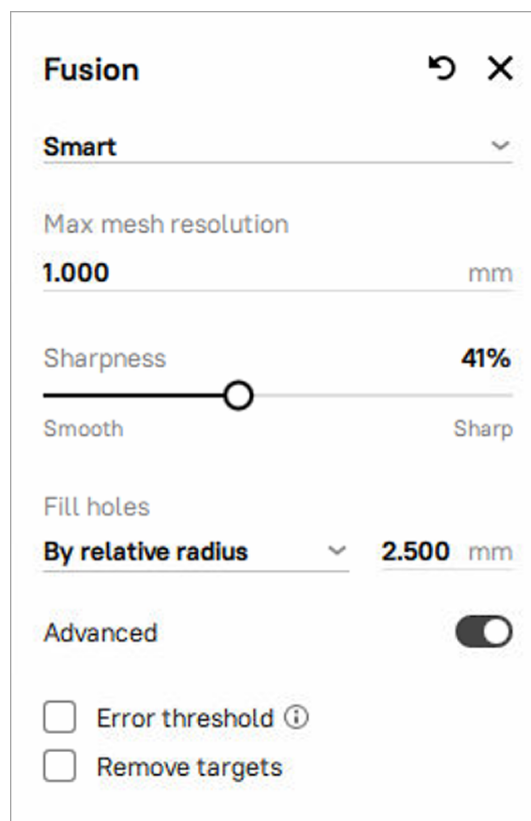 Fusion
Smart
Max mesh resolution
1.000 mm
Sharpness 41%
Smooth Sharp
Fill holes
By relative radius 2.500 mm
Advanced
Error threshold
Remove targets